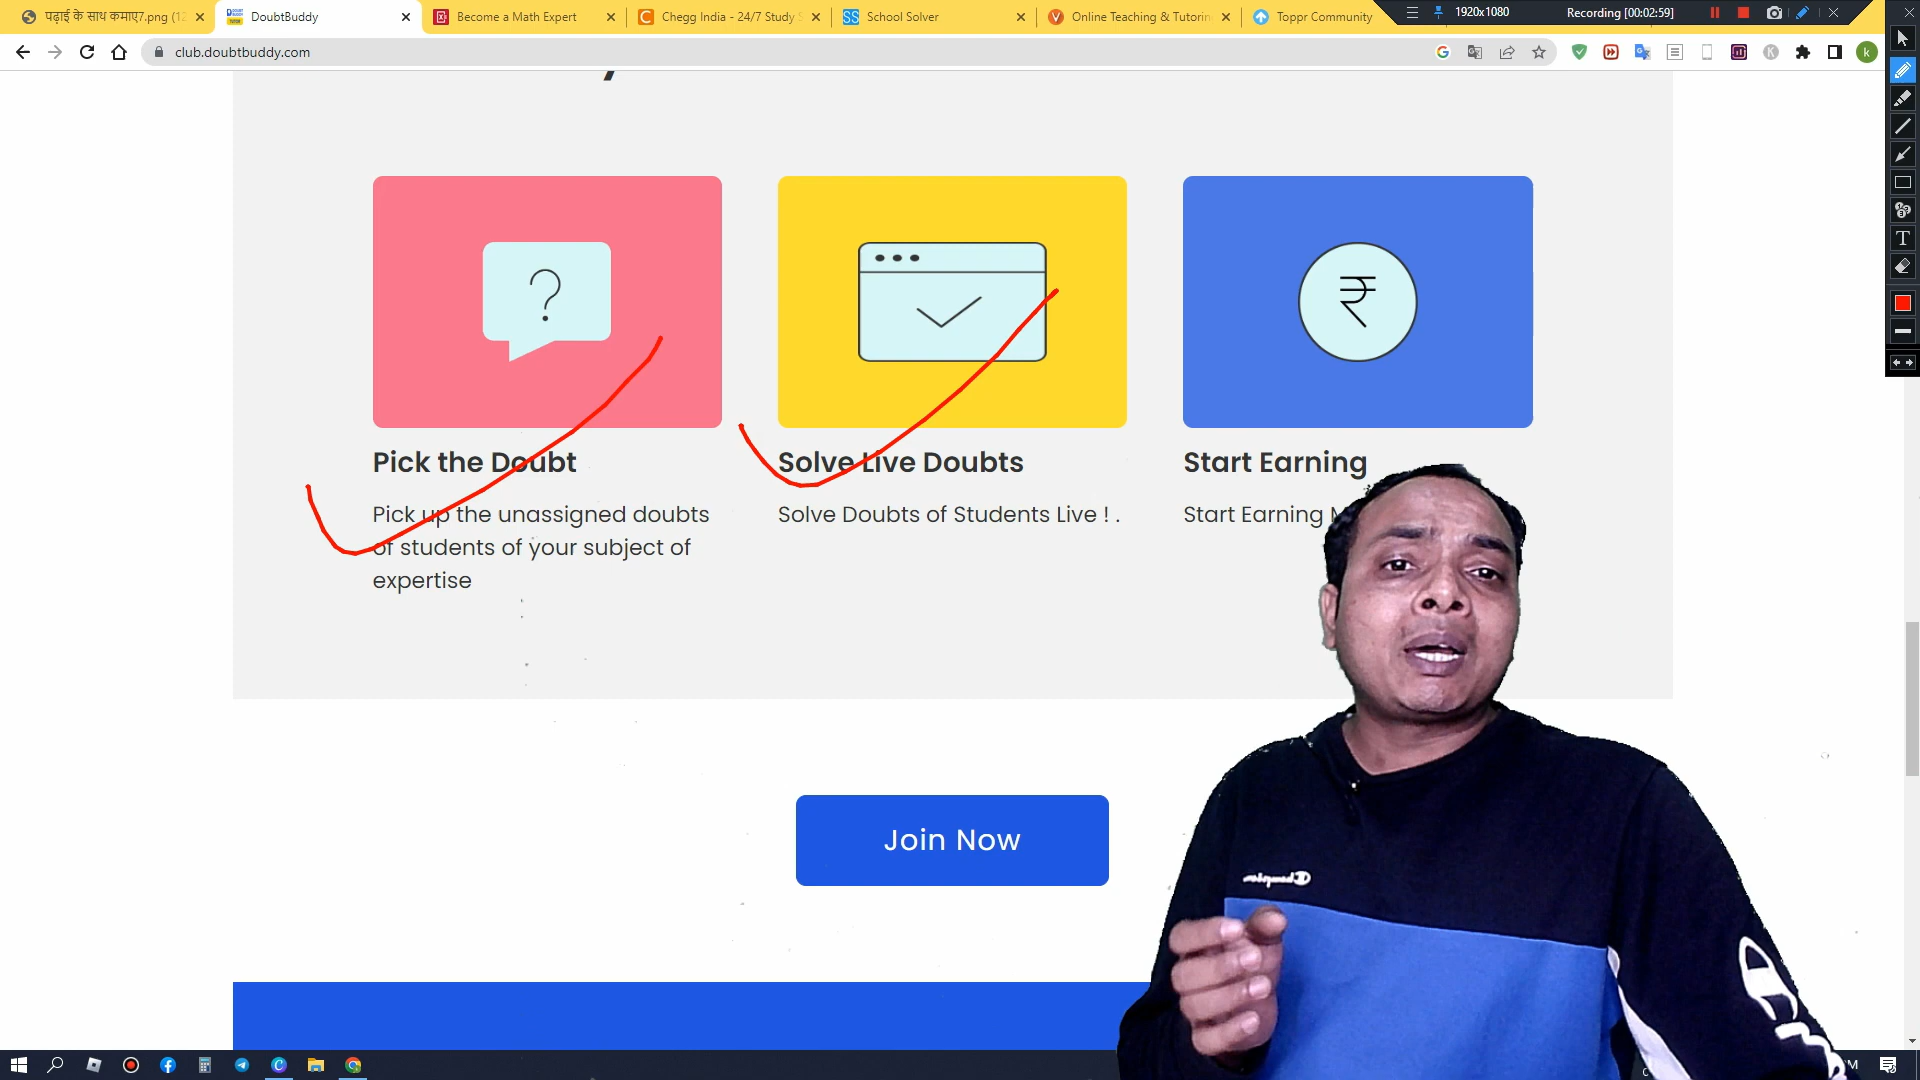 पढ़ाई के साथ कमाए7.png (12
DoubtBuddy
Become a Math Expert
Chegg India - 24/7 Study S
School Solver
Online Teaching & Tutorin
Toppr Community
1920x1080
Recording [00:02:59]
club.doubtbuddy.com
k
?
₹
Pick the Doubt
Pick up the unassigned doubts
of students of your subject of
expertise
Solve Live Doubts
Solve Doubts of Students Live ! .
Start Earning
Start Earning
Join Now